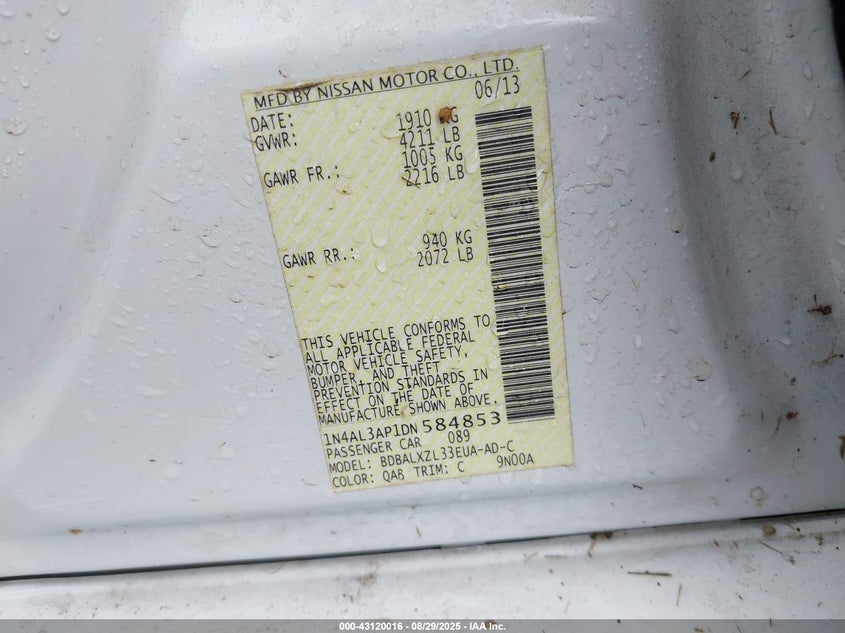 MFD BY NISSAN MOTOR CO., LTD.
DATE: 06/13
GVWR: 1910 KG
4211 LB
GAWR FR.: 1005 KG
2216 LB
GAWR RR.: 940 KG
2072 LB
THIS VEHICLE CONFORMS TO
ALL APPLICABLE FEDERAL
MOTOR VEHICLE SAFETY,
BUMPER, AND THEFT
PREVENTION STANDARDS IN
EFFECT ON THE DATE OF
MANUFACTURE SHOWN ABOVE.
1N4AL3AP1DN584853
PASSENGER CAR 089
MODEL: BDBALXZL33EUA-AD-C
COLOR: QAB TRIM: C 9N00A
000-43120016 - 08/29/2025 - IAA Inc.